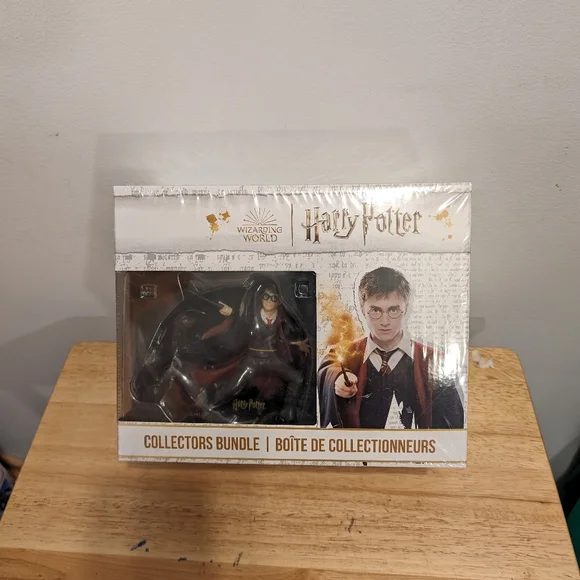 WIZARDING
WORLD
Harry Potter
Harry Potter
COLLECTORS BUNDLE | BOÎTE DE COLLECTIONNEURS